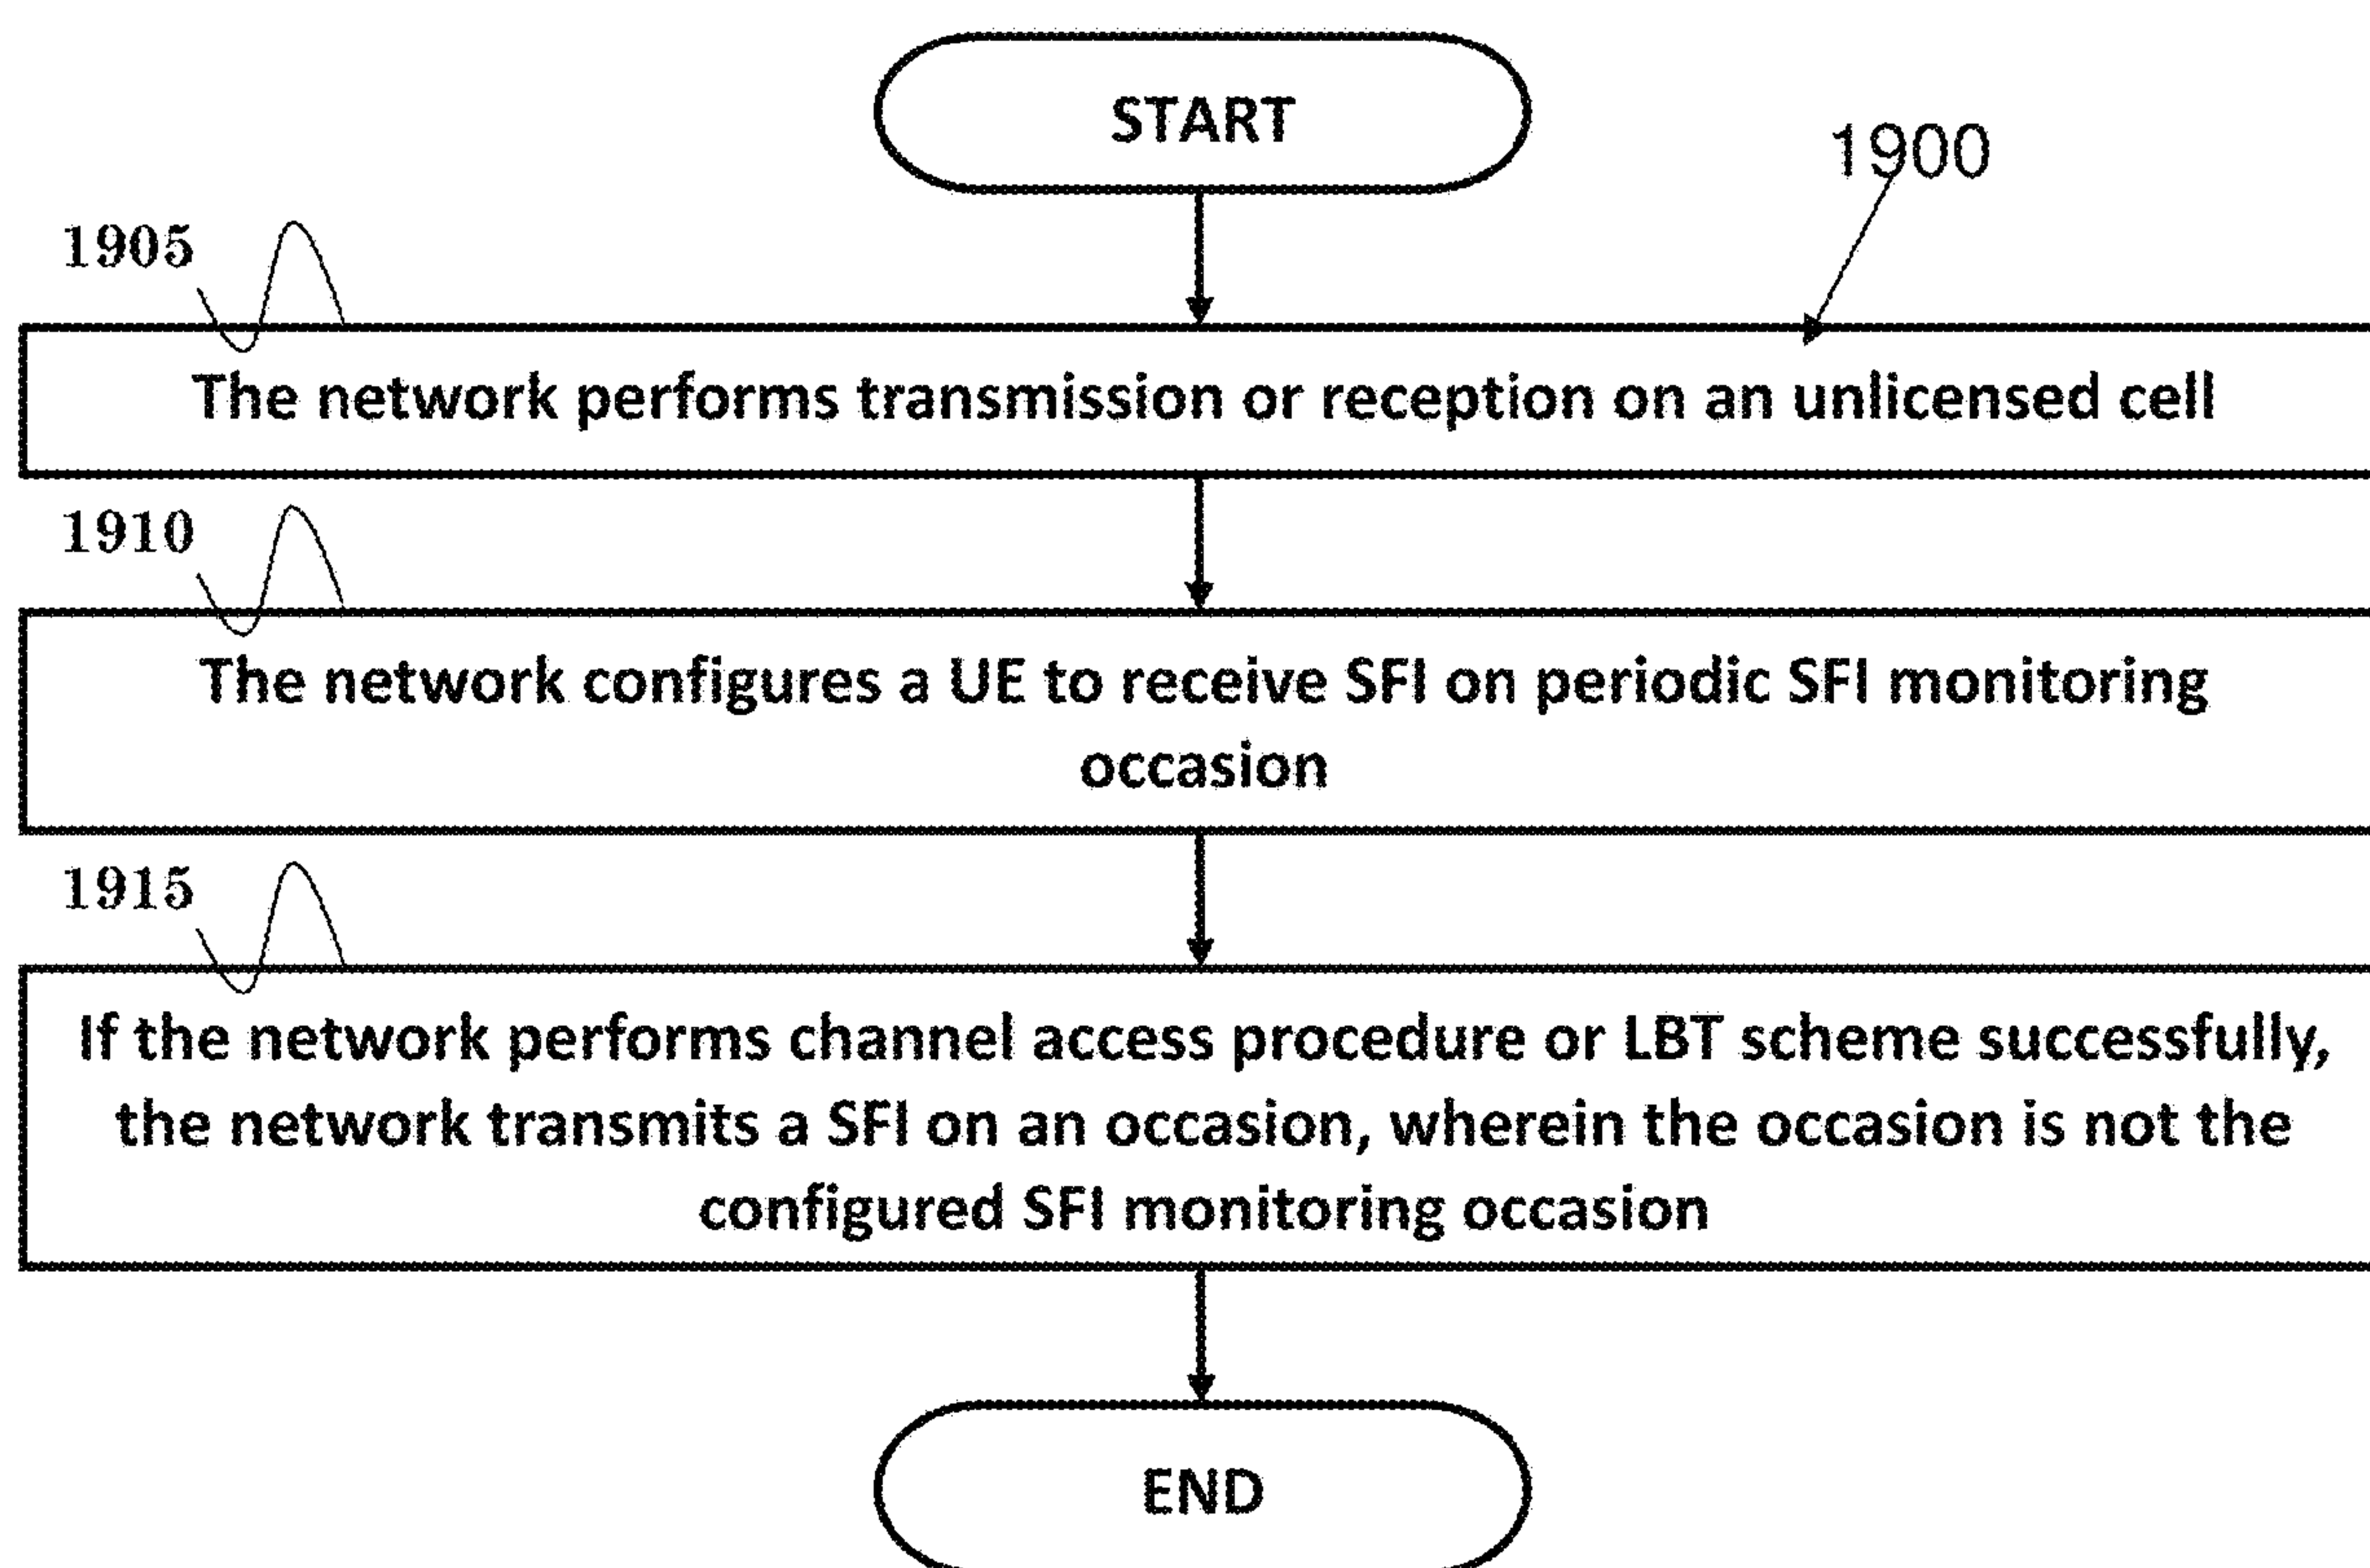 START
1900
1905
The network performs transmission or reception on an unlicensed cell
1910
The network configures a UE to receive SFI on periodic SFI monitoring
occasion
1915
If the network performs channel access procedure or LBT scheme successfully,
the network transmits a SFI on an occasion, wherein the occasion is not the
configured SFI monitoring occasion
END